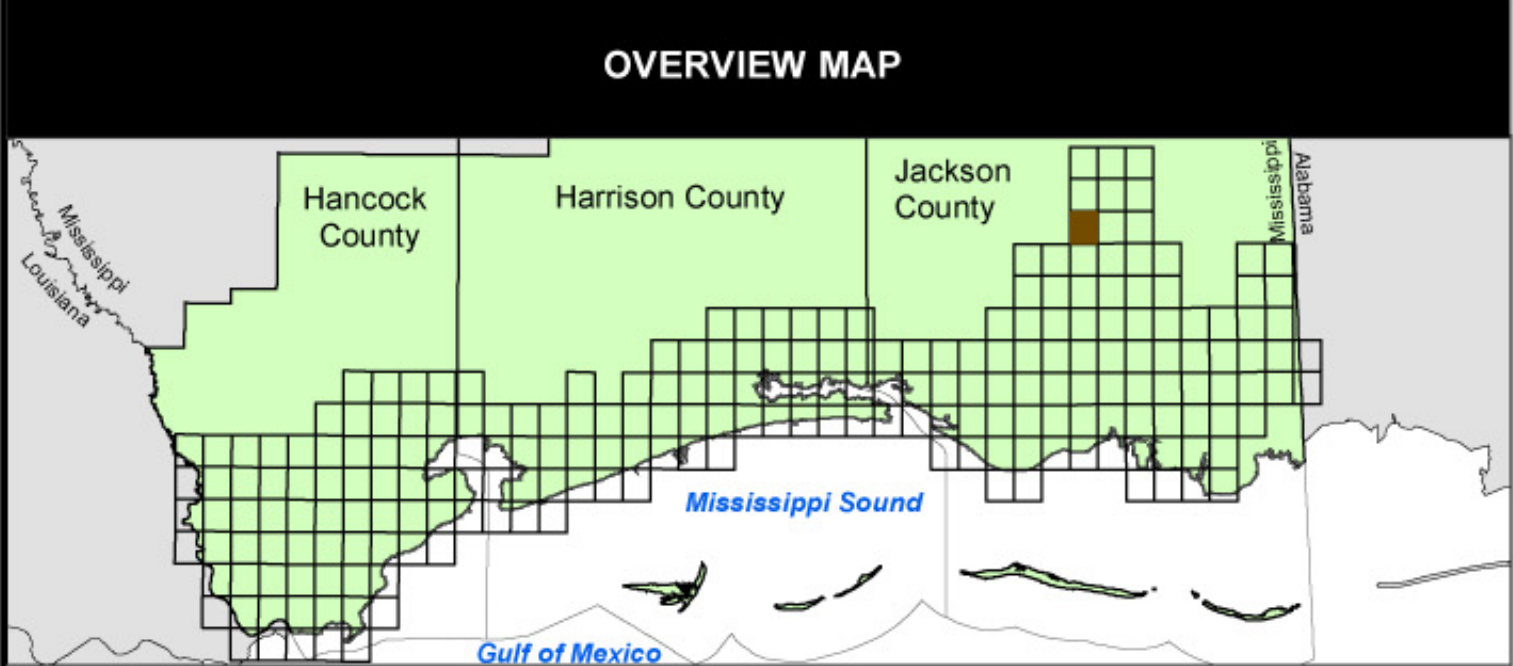 OVERVIEW MAP
Mississippi
Louisiana
Hancock
County
Harrison County
Jackson
County
Mississippi
Alabama
Mississippi Sound
Gulf of Mexico